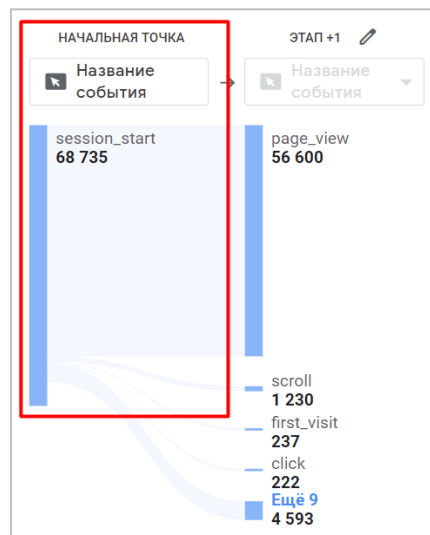 НАЧАЛЬНАЯ ТОЧКА
ЭТАП +1
Название
события
Название
события
session_start
68 735
page_view
56 600
scroll
1 230
first_visit
237
click
222
Ещё 9
4 593